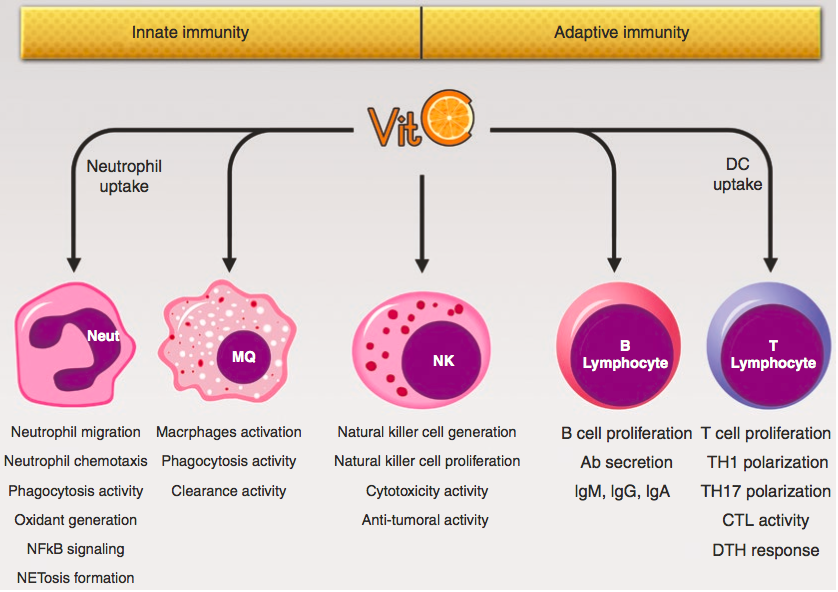 Innate immunity
Adaptive immunity
Vit C
Neutrophil
uptake
DC
uptake
Neut
MQ
NK
B
Lymphocyte
T
Lymphocyte
Neutrophil migration
Neutrophil chemotaxis
Phagocytosis activity
Oxidant generation
NFkB signaling
NETosis formation
Macrphages activation
Phagocytosis activity
Clearance activity
Natural killer cell generation
Natural killer cell proliferation
Cytotoxicity activity
Anti-tumoral activity
B cell proliferation
Ab secretion
IgM, IgG, IgA
T cell proliferation
TH1 polarization
TH17 polarization
CTL activity
DTH response